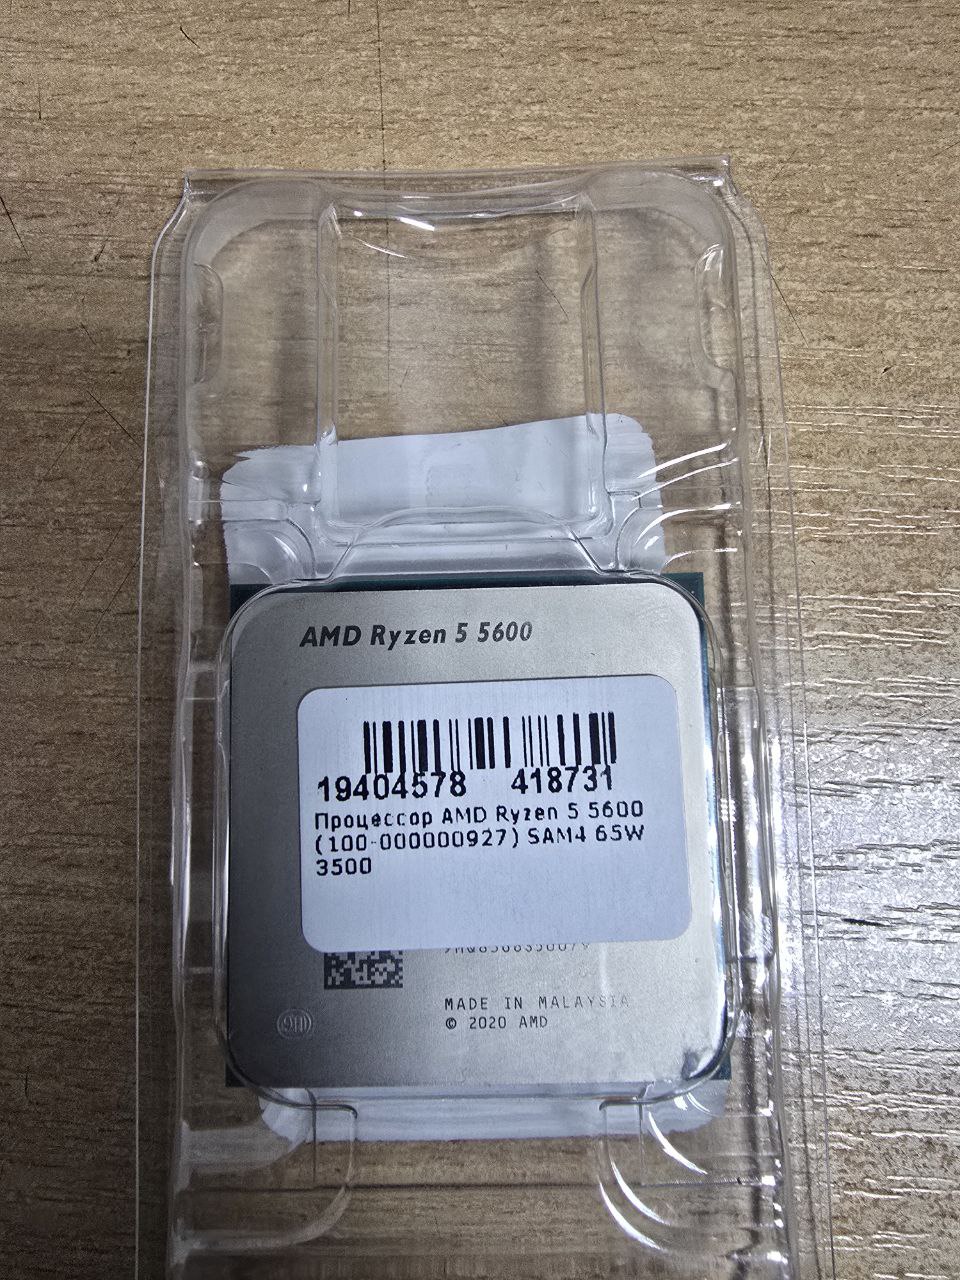 AMD Ryzen 5 5600
19404578 418731
Процессор AMD Ryzen 5 5600
(100-000000927) SAM4 65W
3500
MADE IN MALAYSIA
© 2020 AMD